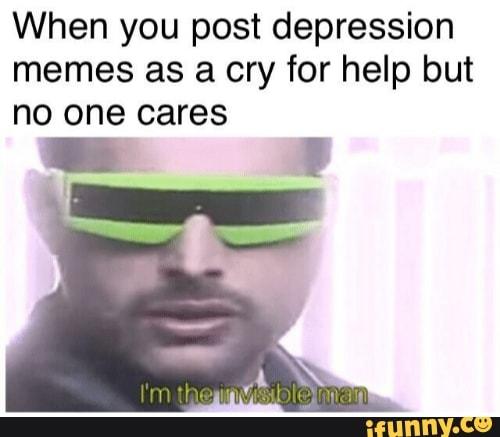 When you post depression
memes as a cry for help but
no one cares
I'm the invisible man
ifunny.co